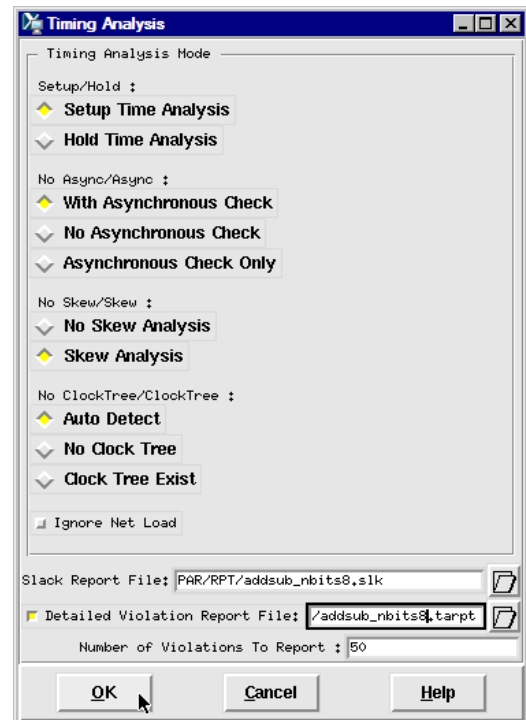 Timing Analysis
Timing Analysis Mode
Setup/Hold :
Setup Time Analysis
Hold Time Analysis
No Async/Async :
With Asynchronous Check
No Asynchronous Check
Asynchronous Check Only
No Skew/Skew :
No Skew Analysis
Skew Analysis
No ClockTree/ClockTree :
Auto Detect
No Clock Tree
Clock Tree Exist
Ignore Net Load
Slack Report File: PAR/RPT/addsub_nbits8.slk
Detailed Violation Report File: /addsub_nbits8.tarpt
Number of Violations To Report : 50
OK Cancel Help